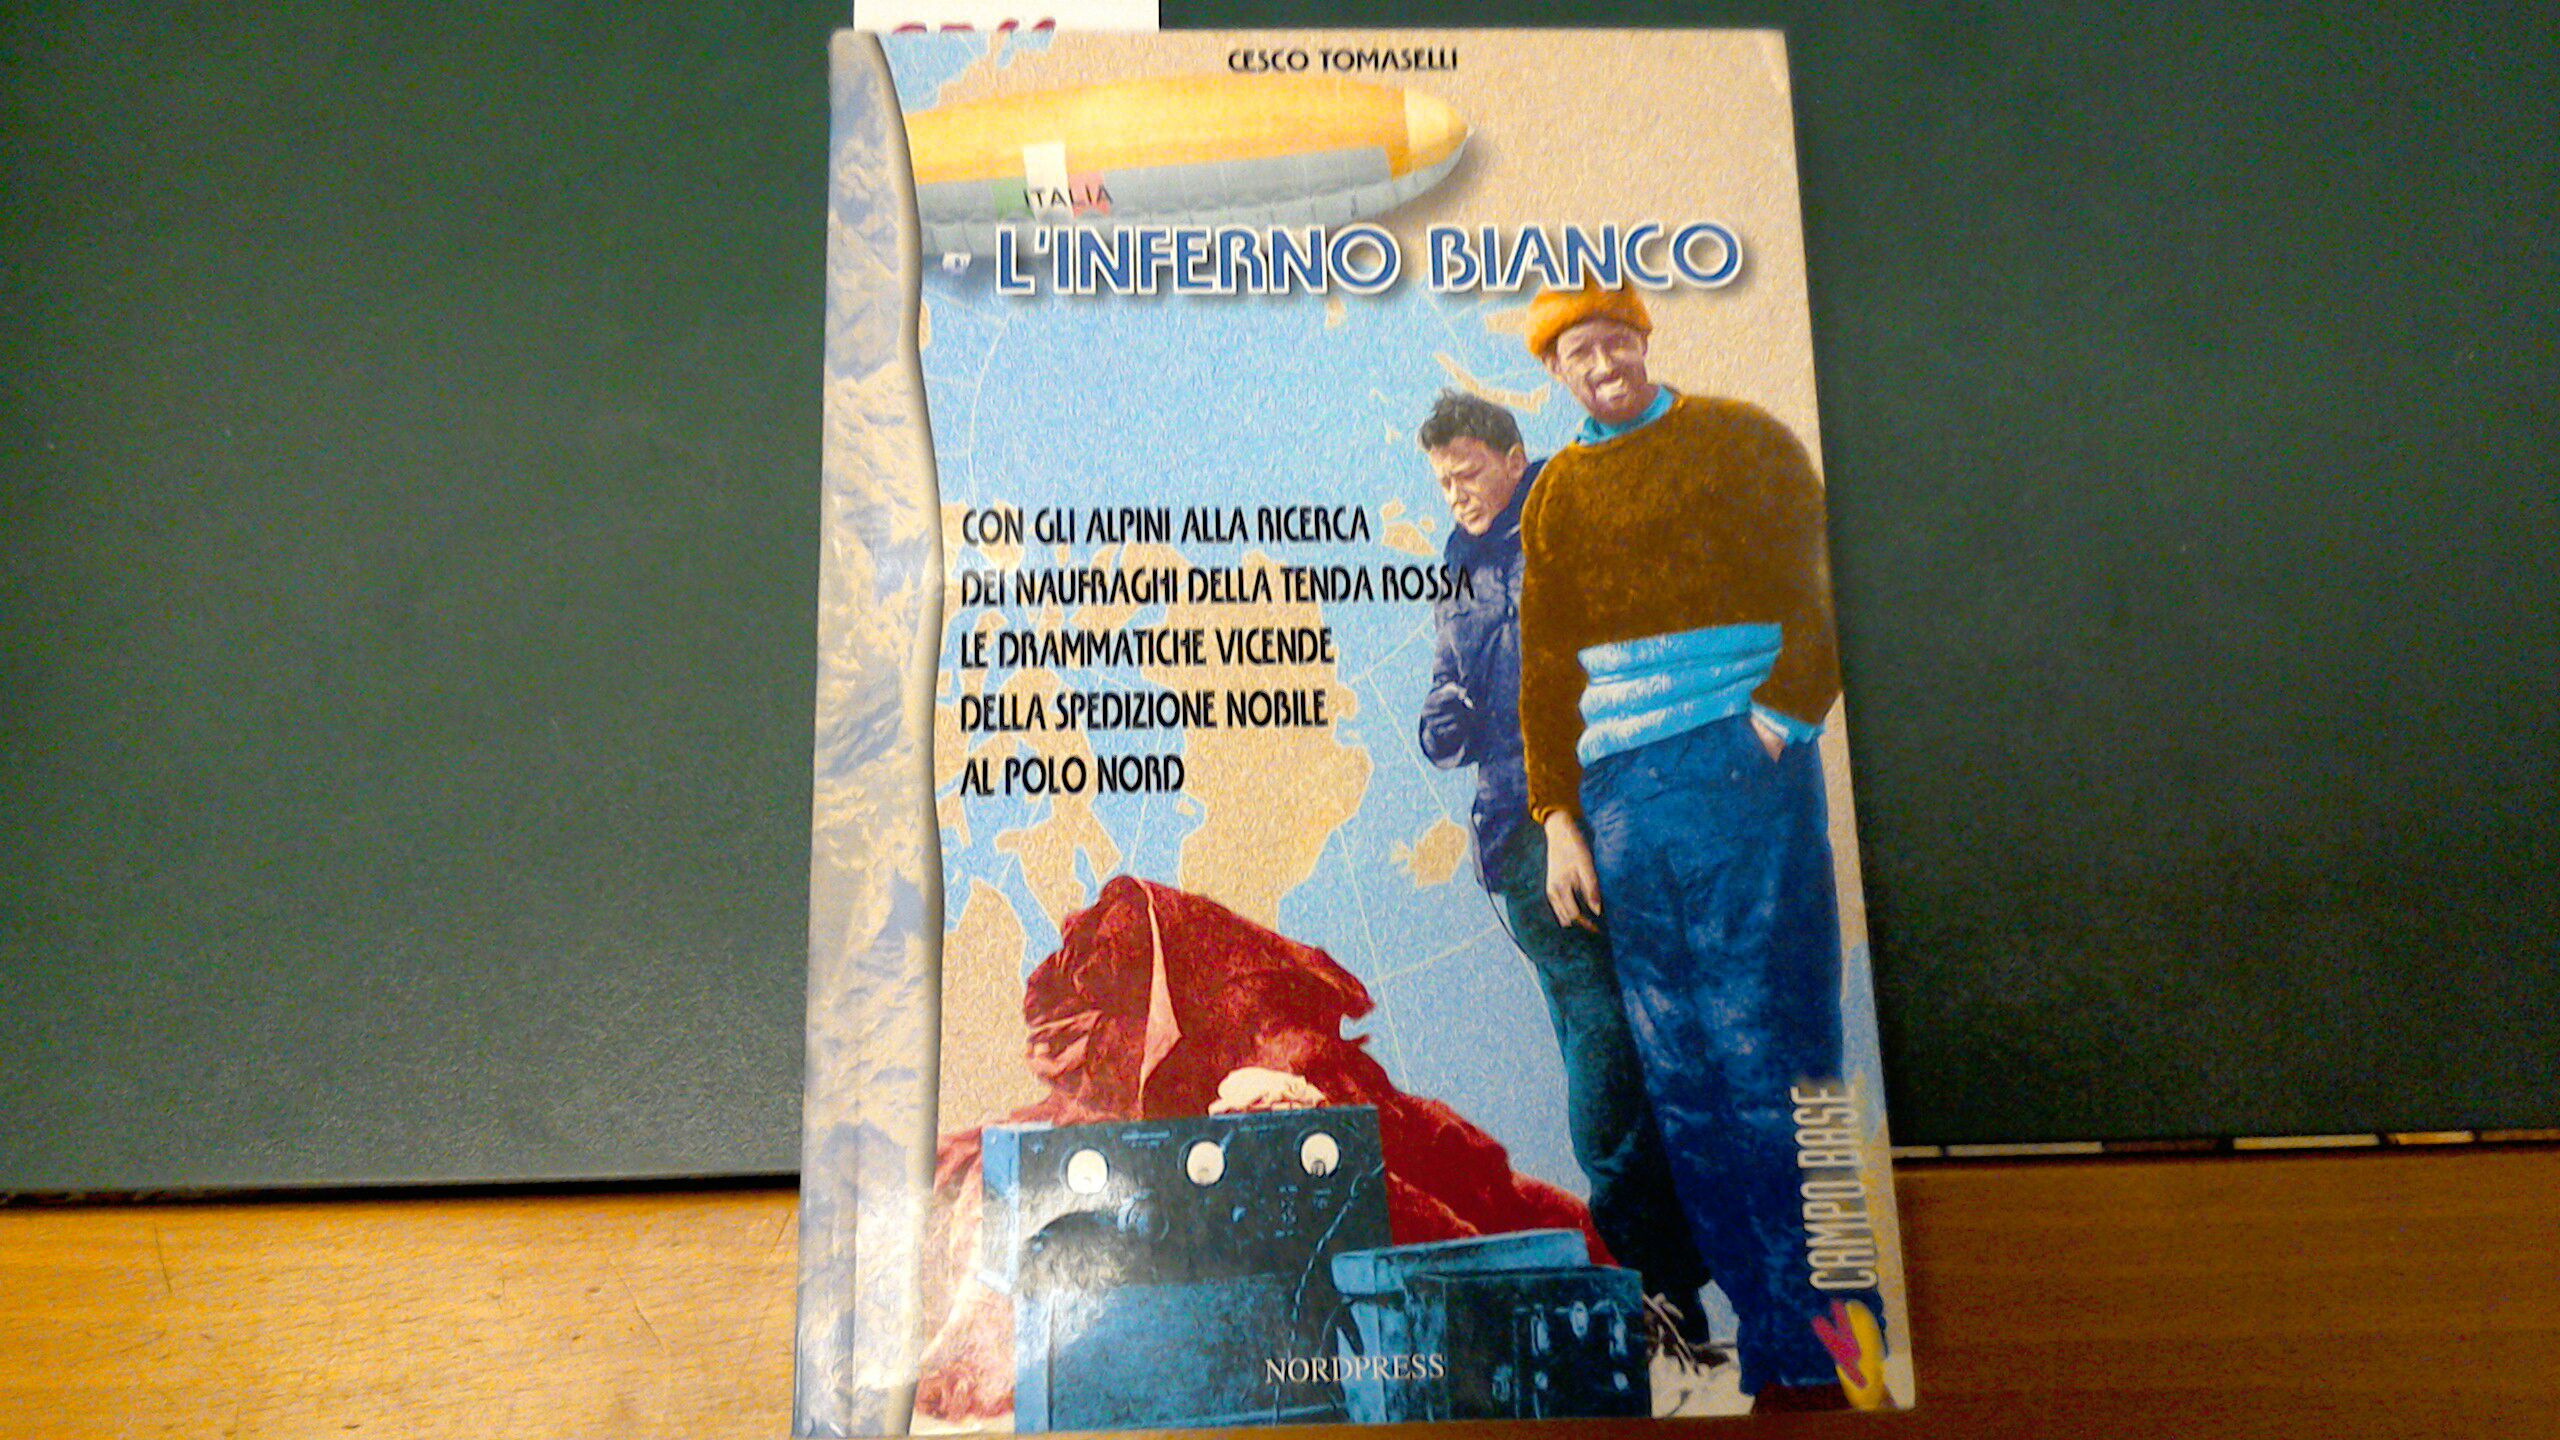 CESCO TOMASELLI
ITALIA
L'INFERNO BIANCO
CON GLI ALPINI ALLA RICERCA
DEI NAUFRAGHI DELLA TENDA ROSSA
LE DRAMMATICHE VICENDE
DELLA SPEDIZIONE NOBILE
AL POLO NORD
CAMPO BASE
NORDPRESS